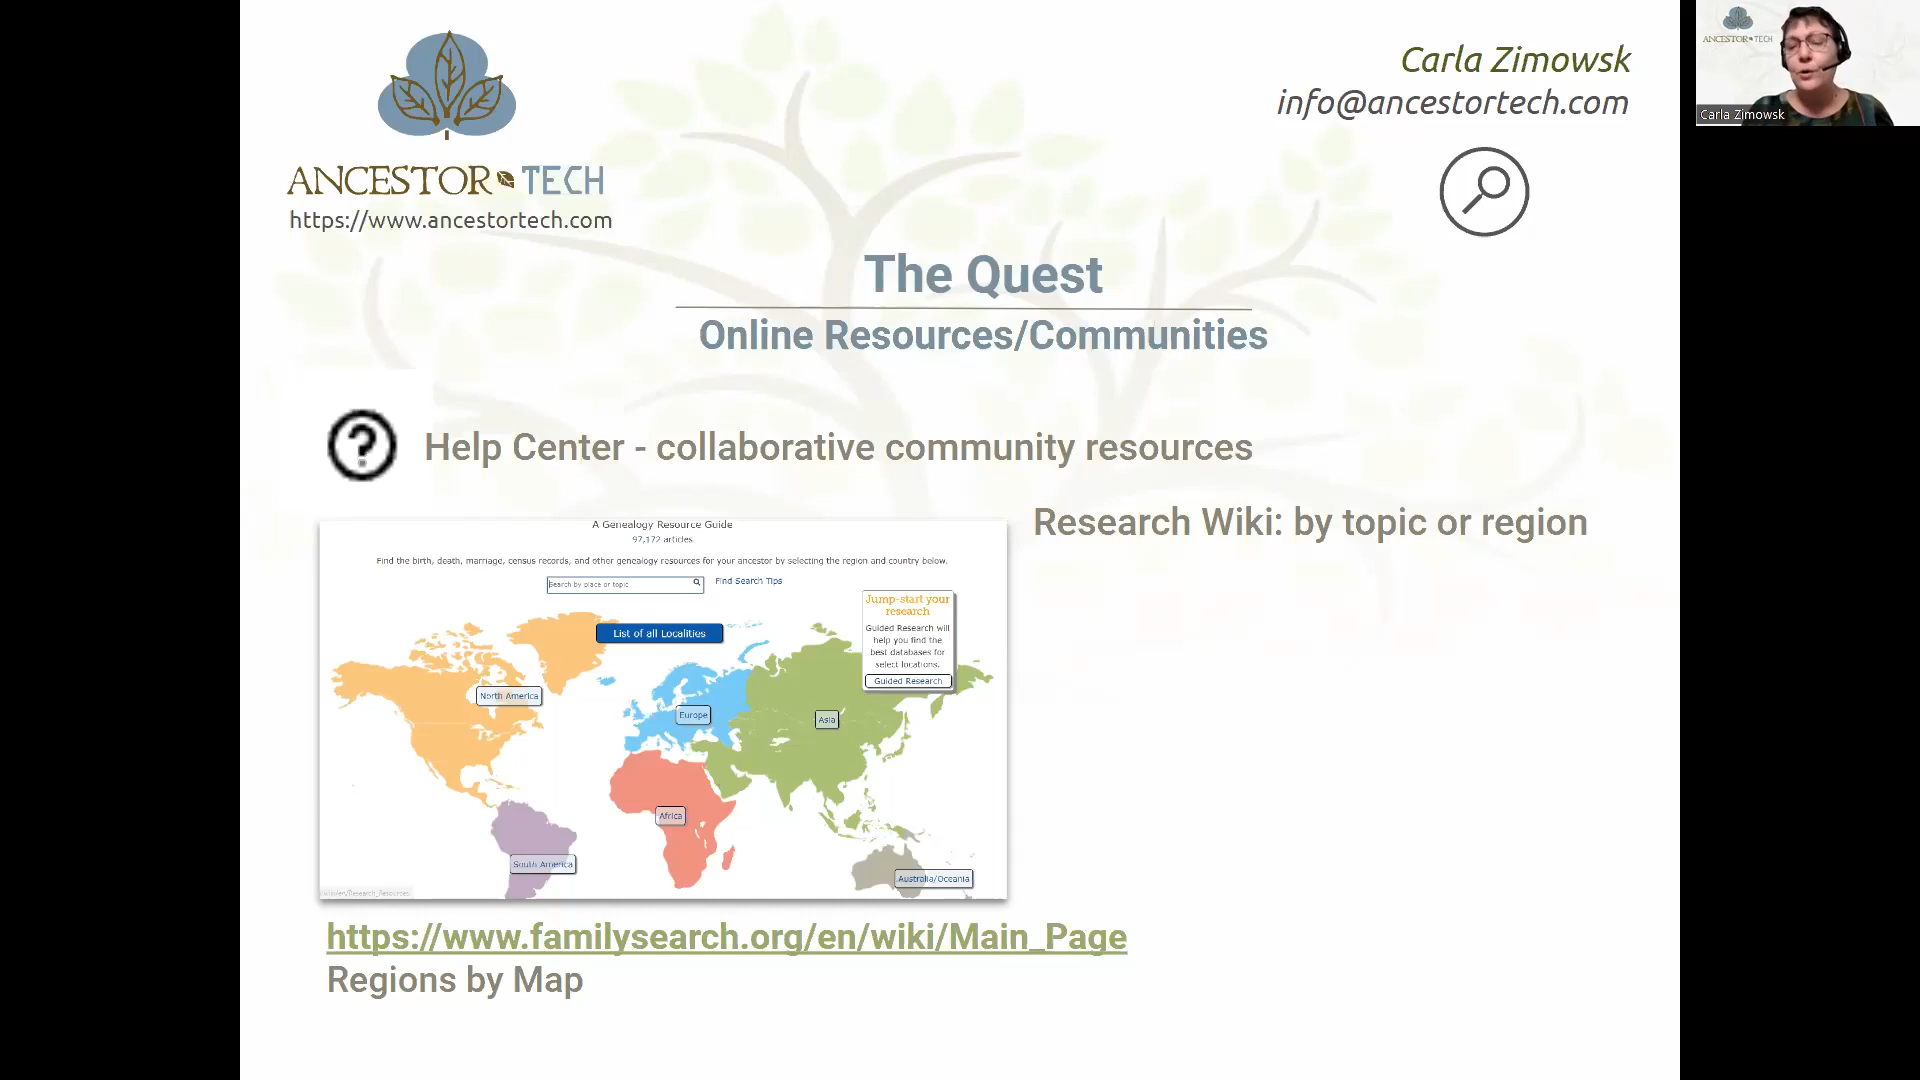 ANCESTOR TECH
https://www.ancestortech.com
Carla Zimowsk
info@ancestortech.com
ANCESTOR TECH
Carla Zimowsk
The Quest
Online Resources/Communities
? Help Center - collaborative community resources
Research Wiki: by topic or region
A Genealogy Resource Guide
97,172 articles
Find the birth, death, marriage, census records, and other genealogy resources for your ancestor by selecting the region and country below.
Search by place or topic
Find Search Tips
Jump-start your
research
Guided Research will
help you find the
best databases for
select locations.
Guided Research
List of all Localities
North America
Europe
Asia
Africa
South America
Australia/Oceania
wiki/en/Research_Resources
https://www.familysearch.org/en/wiki/Main_Page
Regions by Map